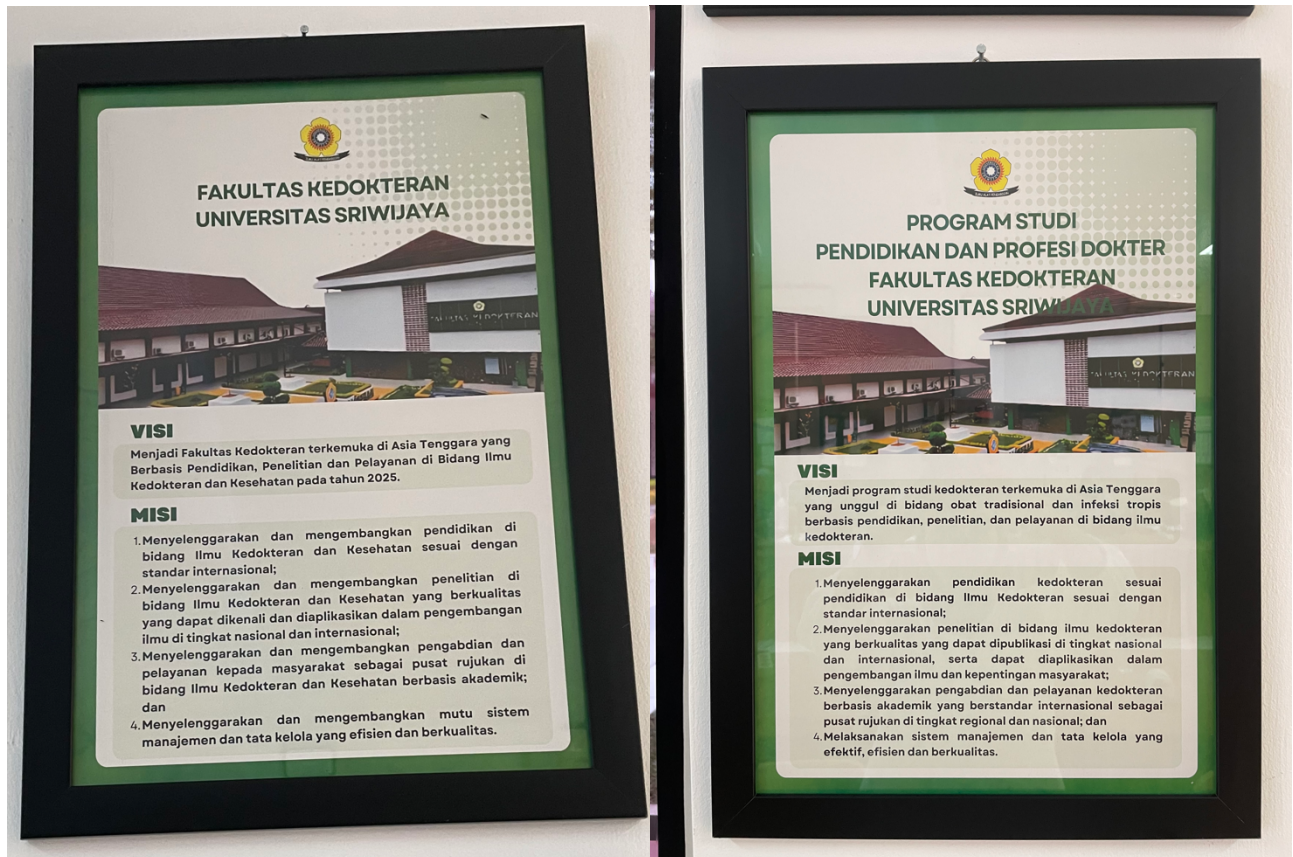 FAKULTAS KEDOKTERAN
UNIVERSITAS SRIWIJAYA
FAKULTAS KEDOKTERAN
VISI
Menjadi Fakultas Kedokteran terkemuka di Asia Tenggara yang
Berbasis Pendidikan, Penelitian dan Pelayanan di Bidang Ilmu
Kedokteran dan Kesehatan pada tahun 2025.
MISI
1. Menyelenggarakan dan mengembangkan pendidikan di
bidang Ilmu Kedokteran dan Kesehatan sesuai dengan
standar internasional;
2. Menyelenggarakan dan mengembangkan penelitian di
bidang Ilmu Kedokteran dan Kesehatan yang berkualitas
yang dapat dikenali dan diaplikasikan dalam pengembangan
ilmu di tingkat nasional dan internasional;
3. Menyelenggarakan dan mengembangkan pengabdian dan
pelayanan kepada masyarakat sebagai pusat rujukan di
bidang Ilmu Kedokteran dan Kesehatan berbasis akademik;
dan
4. Menyelenggarakan dan mengembangkan mutu sistem
manajemen dan tata kelola yang efisien dan berkualitas.
PROGRAM STUDI
PENDIDIKAN DAN PROFESI DOKTER
FAKULTAS KEDOKTERAN
UNIVERSITAS SRIWIJAYA
FAKULTAS KEDOKTERAN
VISI
Menjadi program studi kedokteran terkemuka di Asia Tenggara
yang unggul di bidang obat tradisional dan infeksi tropis
berbasis pendidikan, penelitian, dan pelayanan di bidang ilmu
kedokteran.
MISI
1. Menyelenggarakan pendidikan kedokteran sesuai
pendidikan di bidang Ilmu Kedokteran sesuai dengan
standar internasional;
2. Menyelenggarakan penelitian di bidang ilmu kedokteran
yang berkualitas yang dapat dipublikasi di tingkat nasional
dan internasional, serta dapat diaplikasikan dalam
pengembangan ilmu dan kepentingan masyarakat;
3. Menyelenggarakan pengabdian dan pelayanan kedokteran
berbasis akademik yang berstandar internasional sebagai
pusat rujukan di tingkat regional dan nasional; dan
4. Melaksanakan sistem manajemen dan tata kelola yang
efektif, efisien dan berkualitas.